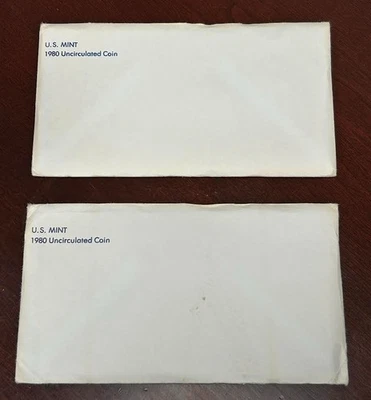 U.S. MINT
1980 Uncirculated Coin
U.S. MINT
1980 Uncirculated Coin